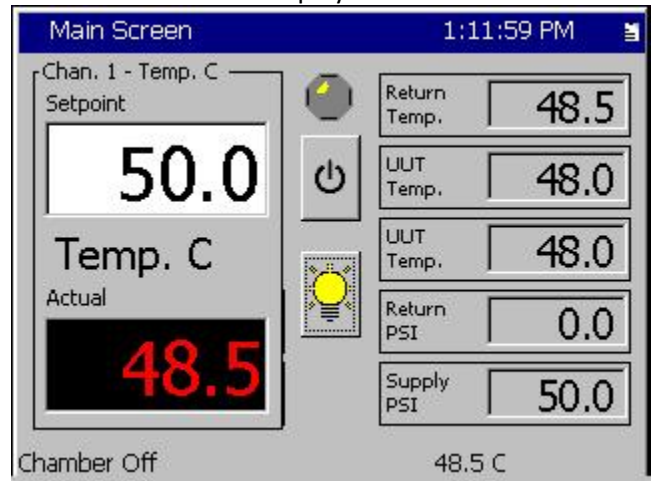 Main Screen 1:11:59 PM
Chan. 1 - Temp. C
Setpoint
50.0
Temp. C
Actual
48.5
Return
Temp.
48.5
UUT
Temp.
48.0
UUT
Temp.
48.0
Return
PSI
0.0
Supply
PSI
50.0
Chamber Off 48.5 C